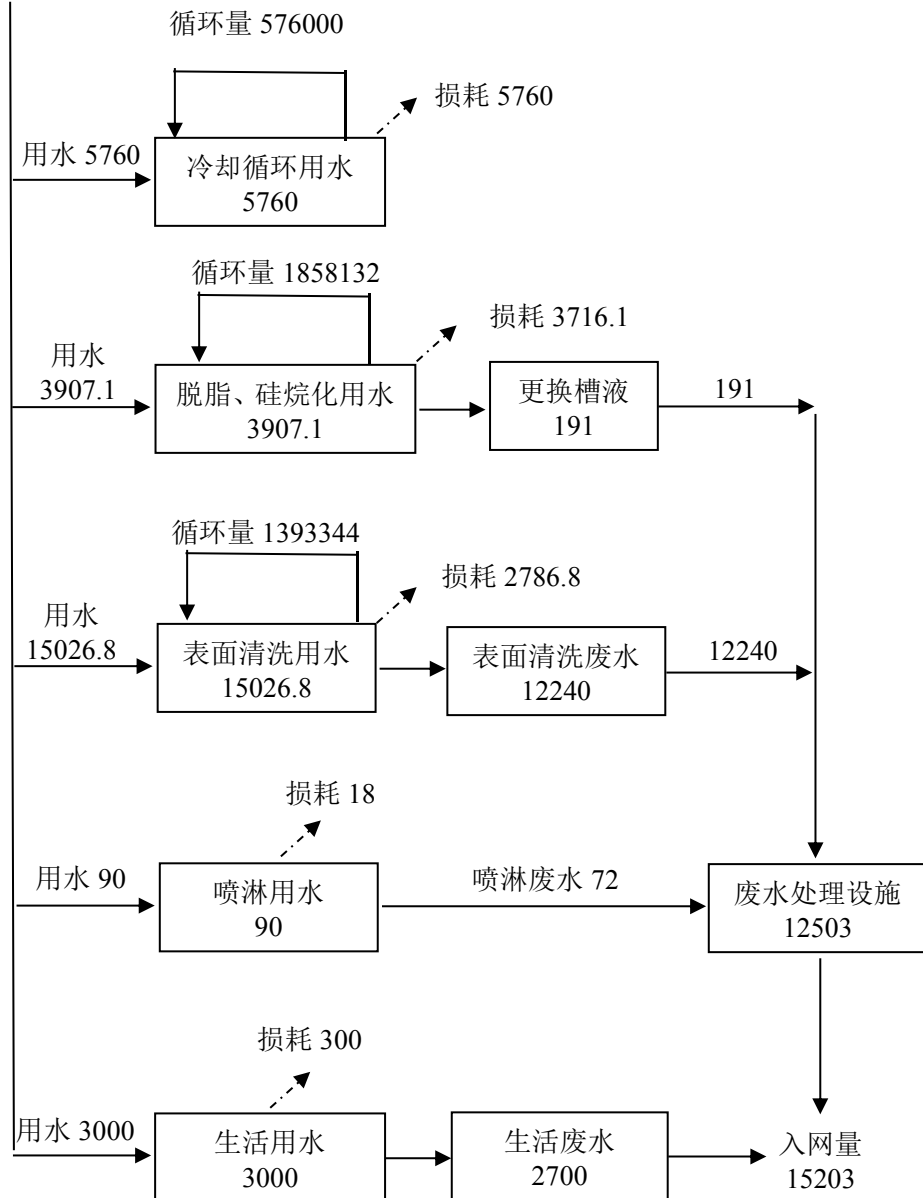 循环量 576000
损耗 5760
用水 5760
冷却循环用水
5760
循环量 1858132
损耗 3716.1
用水
3907.1
脱脂、硅烷化用水
3907.1
更换槽液
191
191
循环量 1393344
损耗 2786.8
用水
15026.8
表面清洗用水
15026.8
表面清洗废水
12240
12240
损耗 18
用水 90
喷淋用水
90
喷淋废水 72
废水处理设施
12503
损耗 300
用水 3000
生活用水
3000
生活废水
2700
入网量
15203